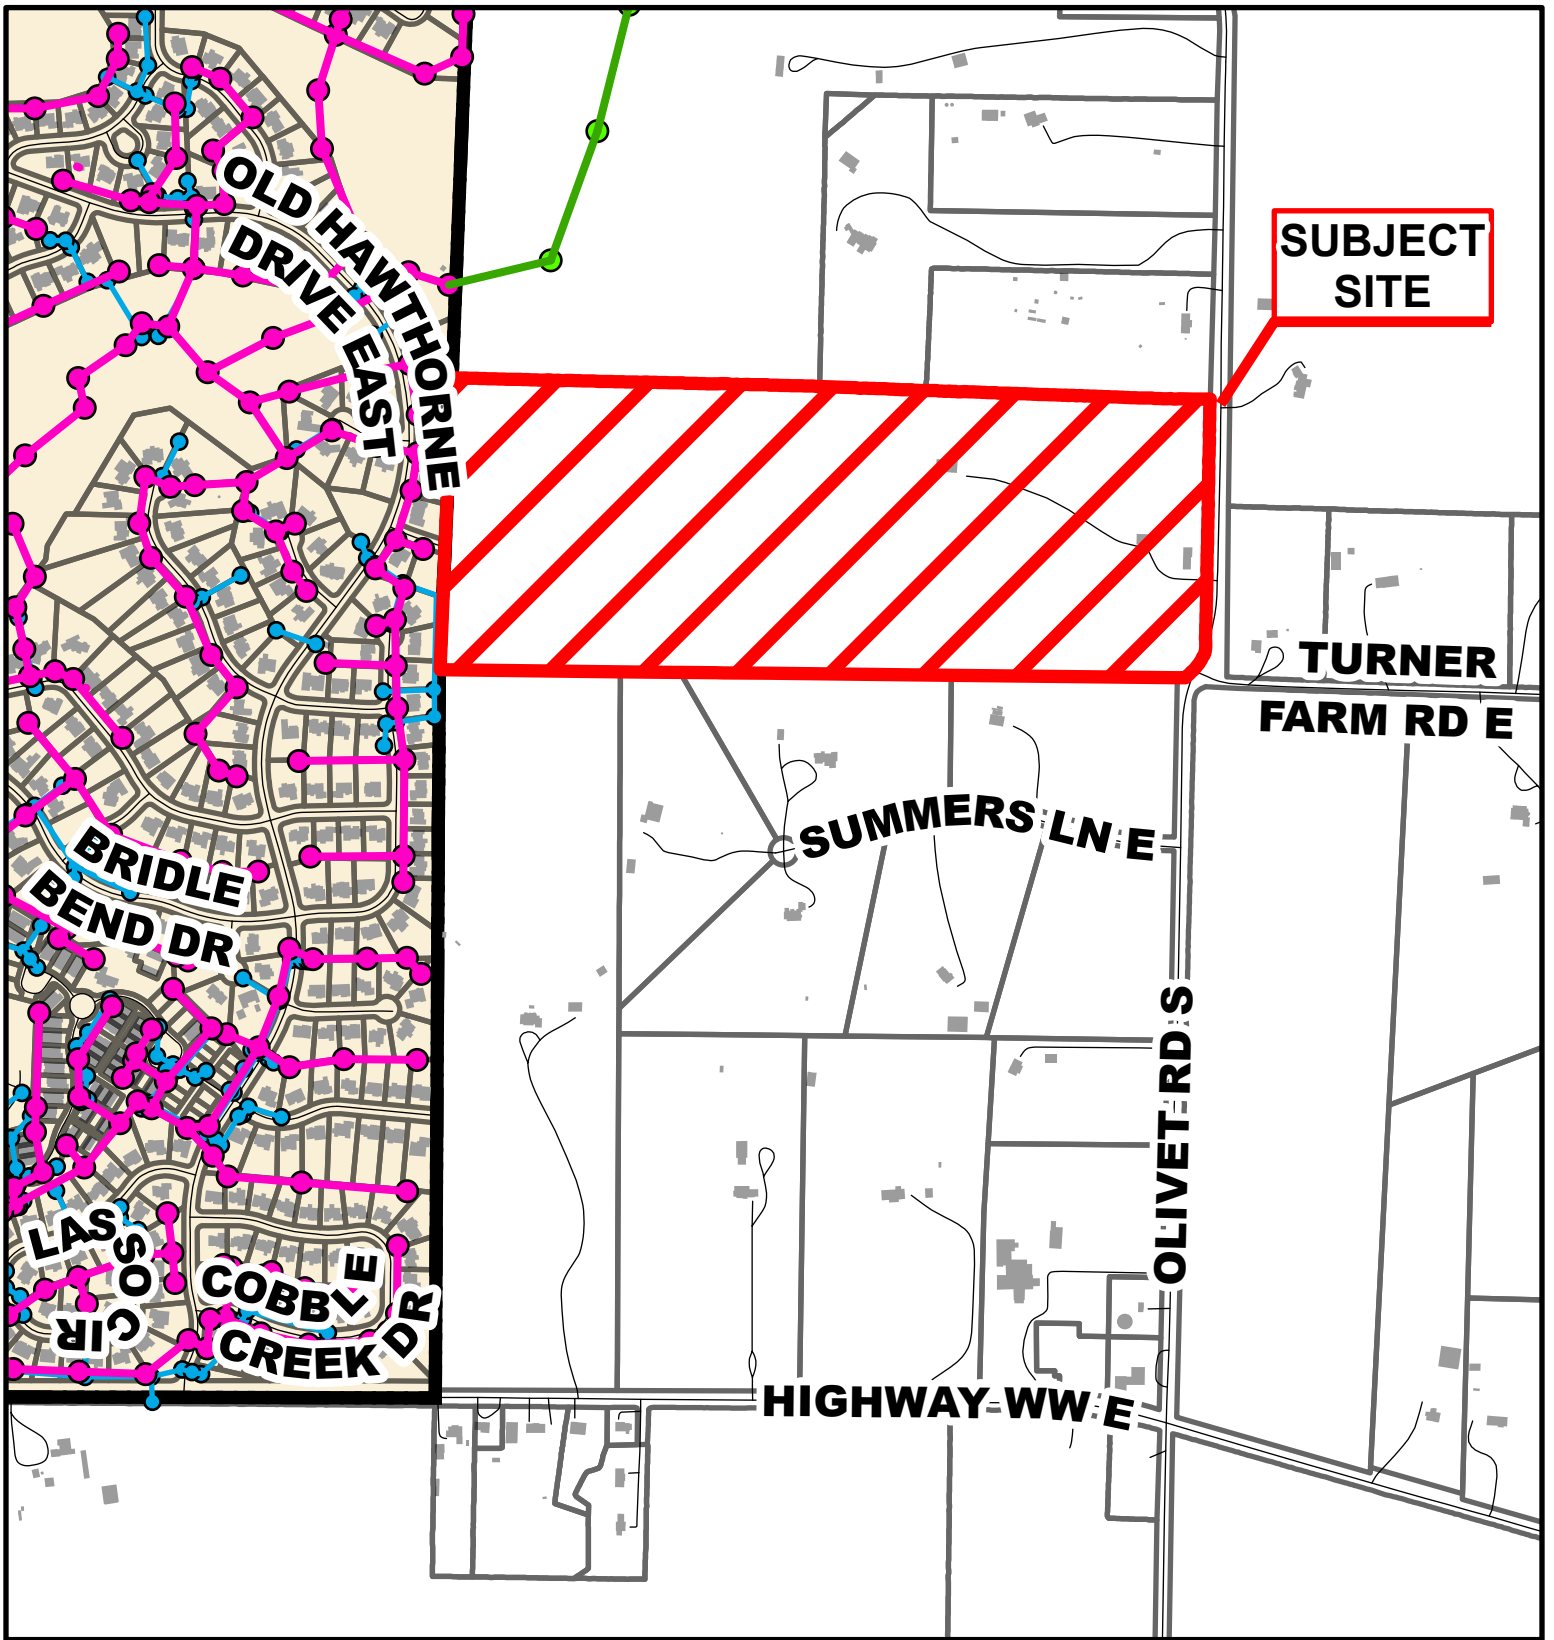 OLD HAWTHORNE
DRIVE EAST
SUBJECT
SITE
TURNER
FARM RD E
SUMMERS LN E
BRIDLE
BEND DR
OLIVET RD S
LASSO CIR
COBBLE
CREEK DR
HIGHWAY WW E